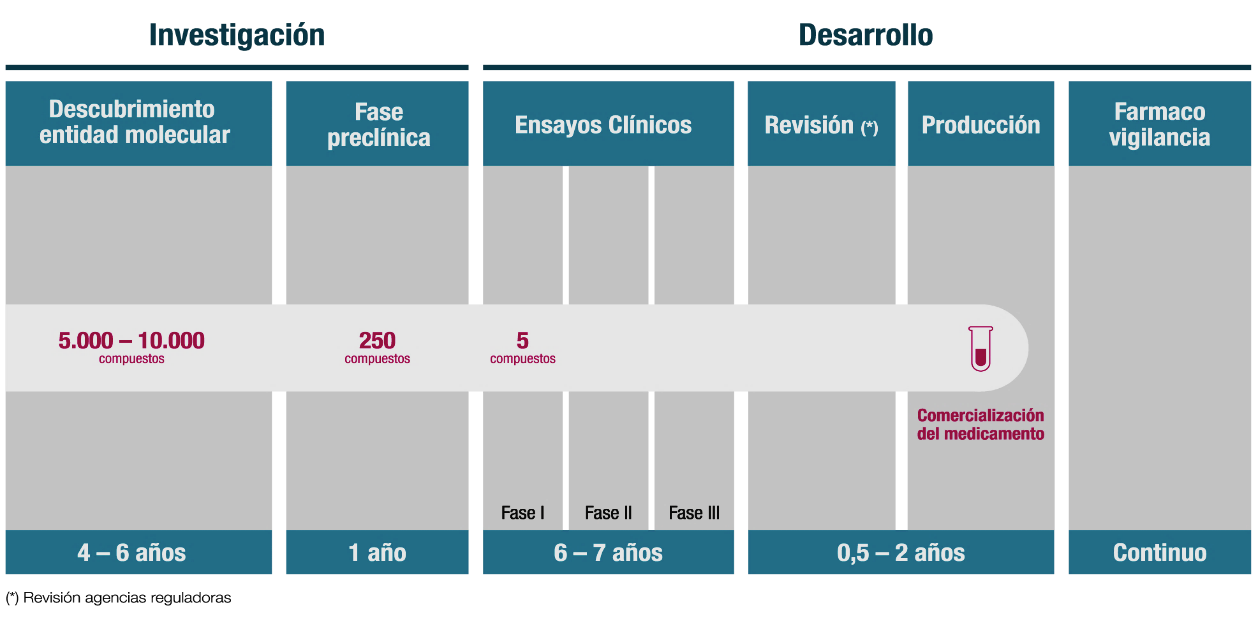 Investigación
Desarrollo
Descubrimiento
entidad molecular
Fase
preclínica
Ensayos Clínicos
Revisión (*)
Producción
Farmaco
vigilancia
5.000 – 10.000
compuestos
250
compuestos
5
compuestos
Comercialización
del medicamento
Fase I
Fase II
Fase III
4 – 6 años
1 año
6 – 7 años
0,5 – 2 años
Continuo
(*) Revisión agencias reguladoras